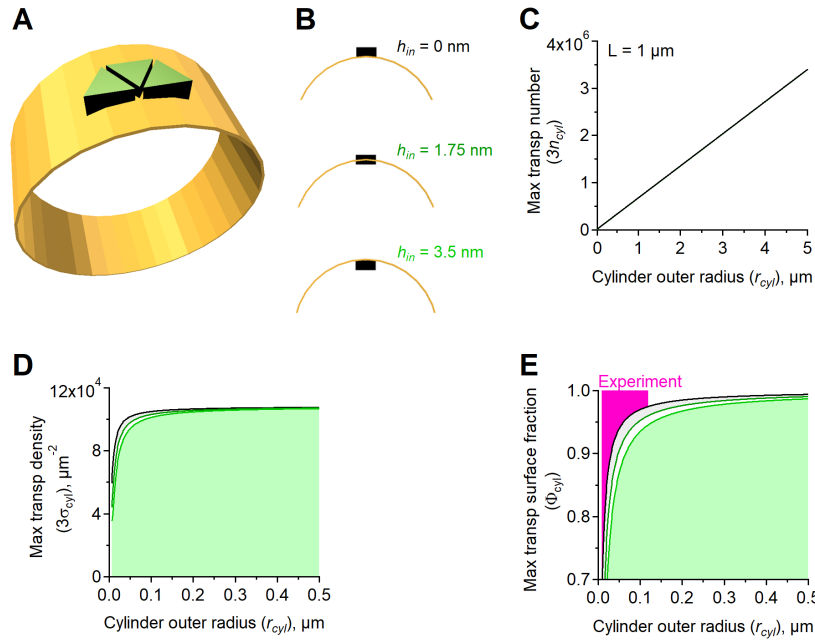 A
B
h_in = 0 nm
h_in = 1.75 nm
h_in = 3.5 nm
C
Max transp number
(3n_cyl)
4x10⁶
3
2
1
0
L = 1 µm
0 1 2 3 4 5
Cylinder outer radius (r_cyl), µm
D
Max transp density
(3σ_cyl), µm⁻²
12x10⁴
8
4
0
0.0 0.1 0.2 0.3 0.4 0.5
Cylinder outer radius (r_cyl), µm
E
Experiment
Max transp surface fraction
(Φ_cyl)
1.0
0.9
0.8
0.7
0.0 0.1 0.2 0.3 0.4 0.5
Cylinder outer radius (r_cyl), µm